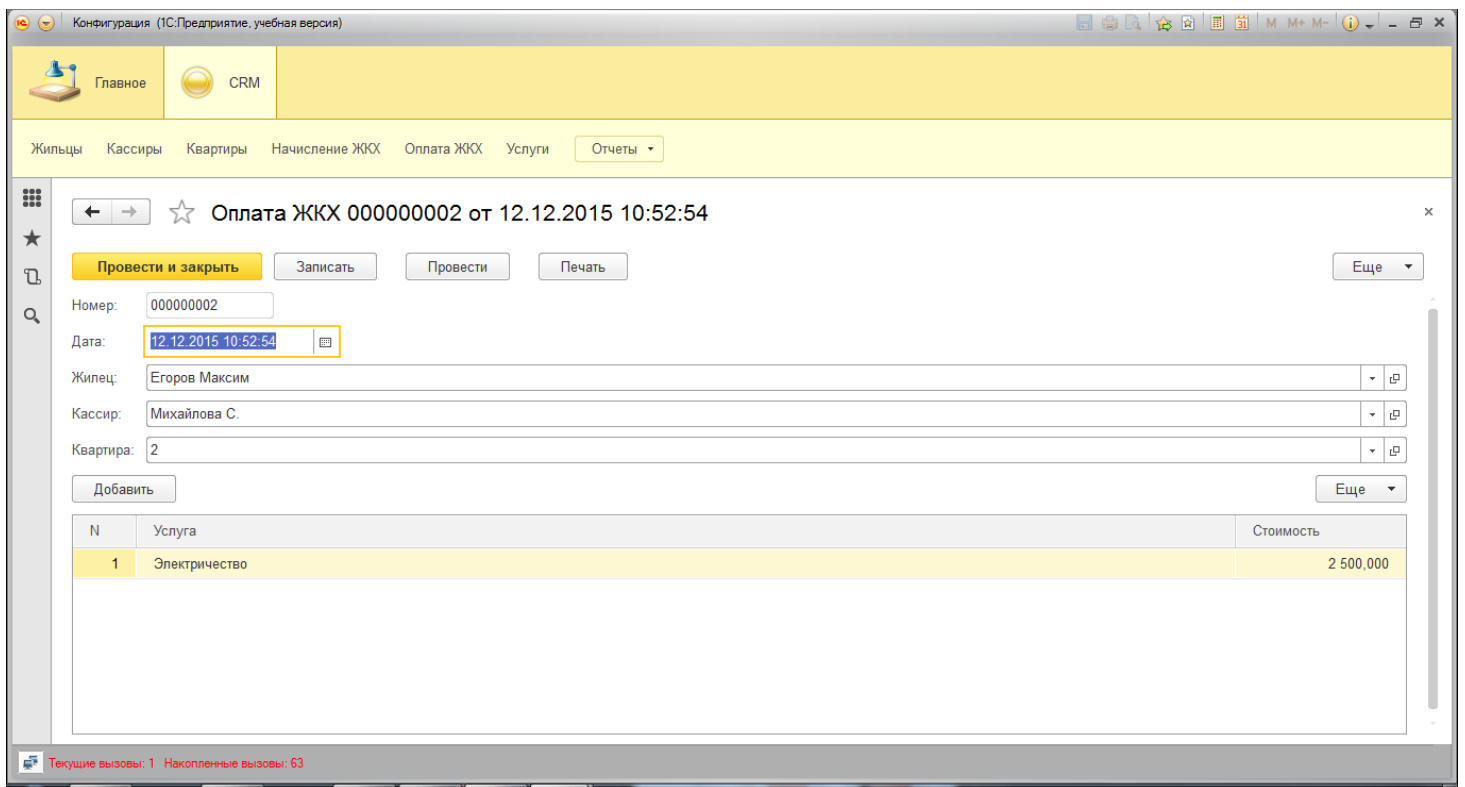 Конфигурация (1С:Предприятие, учебная версия)
M M+ M-
31
Главное CRM
Жильцы Кассиры Квартиры Начисление ЖКХ Оплата ЖКХ Услуги Отчеты
Оплата ЖКХ 000000002 от 12.12.2015 10:52:54
Провести и закрыть Записать Провести Печать Еще
Номер: 000000002
Дата: 12.12.2015 10:52:54
Жилец: Егоров Максим
Кассир: Михайлова С.
Квартира: 2
Добавить Еще
N Услуга Стоимость
1 Электричество 2 500,000
Текущие вызовы: 1 Накопленные вызовы: 63